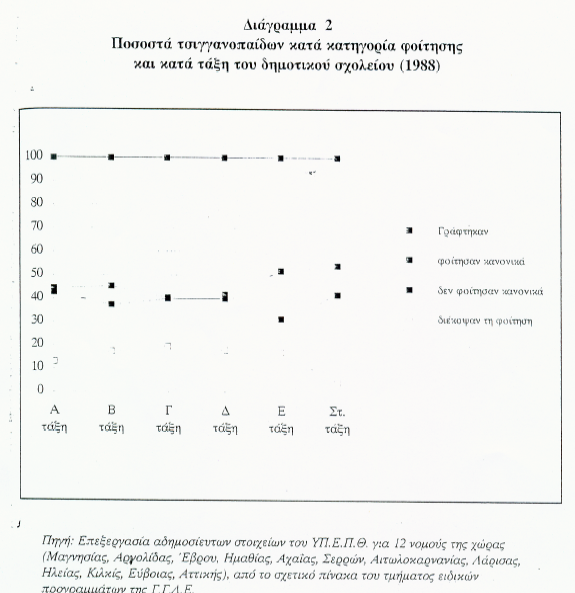 Διάγραμμα 2
Ποσοστά τσιγγανοπαίδων κατά κατηγορία φοίτησης
και κατά τάξη του δημοτικού σχολείου (1988)
100
90
80
70
60
50
40
30
20
10
0
Α Β Γ Δ Ε Στ.
τάξη τάξη τάξη τάξη τάξη τάξη
Γράφτηκαν
φοίτησαν κανονικά
δεν φοίτησαν κανονικά
διέκοψαν τη φοίτηση
Πηγή: Επεξεργασία αδημοσίευτων στοιχείων του ΥΠ.Ε.Π.Θ. για 12 νομούς της χώρας
(Μαγνησίας, Αργολίδας, Έβρου, Ημαθίας, Αχαΐας, Σερρών, Αιτωλοκαρνανίας, Λάρισας,
Ηλείας, Κιλκίς, Εύβοιας, Αττικής), από το σχετικό πίνακα του τμήματος ειδικών
προγραμμάτων της Γ.Γ.Λ.Ε.